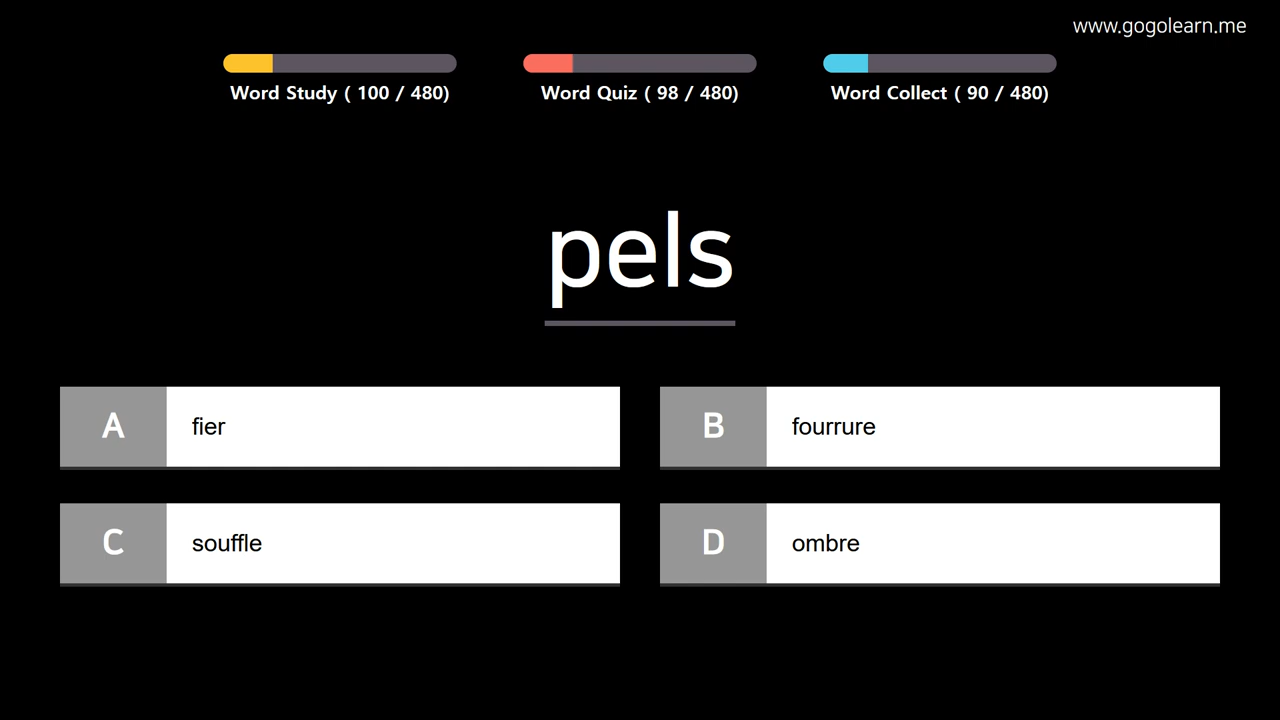 www.gogolearn.me
Word Study ( 100 / 480)
Word Quiz ( 98 / 480)
Word Collect ( 90 / 480)
pels
A fier
B fourrure
C souffle
D ombre